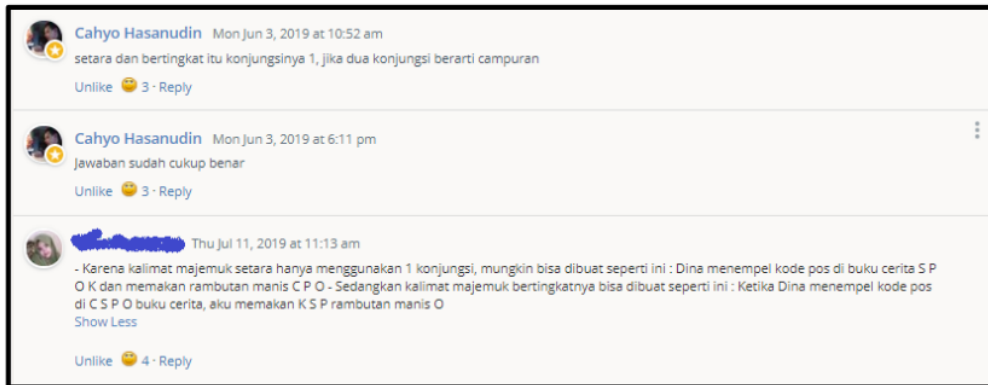 Cahyo Hasanudin Mon Jun 3, 2019 at 10:52 am
setara dan bertingkat itu konjungsinya 1, jika dua konjungsi berarti campuran
Unlike 3 · Reply
Cahyo Hasanudin Mon Jun 3, 2019 at 6:11 pm
Jawaban sudah cukup benar
Unlike 3 · Reply
Thu Jul 11, 2019 at 11:13 am
- Karena kalimat majemuk setara hanya menggunakan 1 konjungsi, mungkin bisa dibuat seperti ini : Dina menempel kode pos di buku cerita S P
O K dan memakan rambutan manis C P O - Sedangkan kalimat majemuk bertingkatnya bisa dibuat seperti ini : Ketika Dina menempel kode pos
di C S P O buku cerita, aku memakan K S P rambutan manis O
Show Less
Unlike 4 · Reply